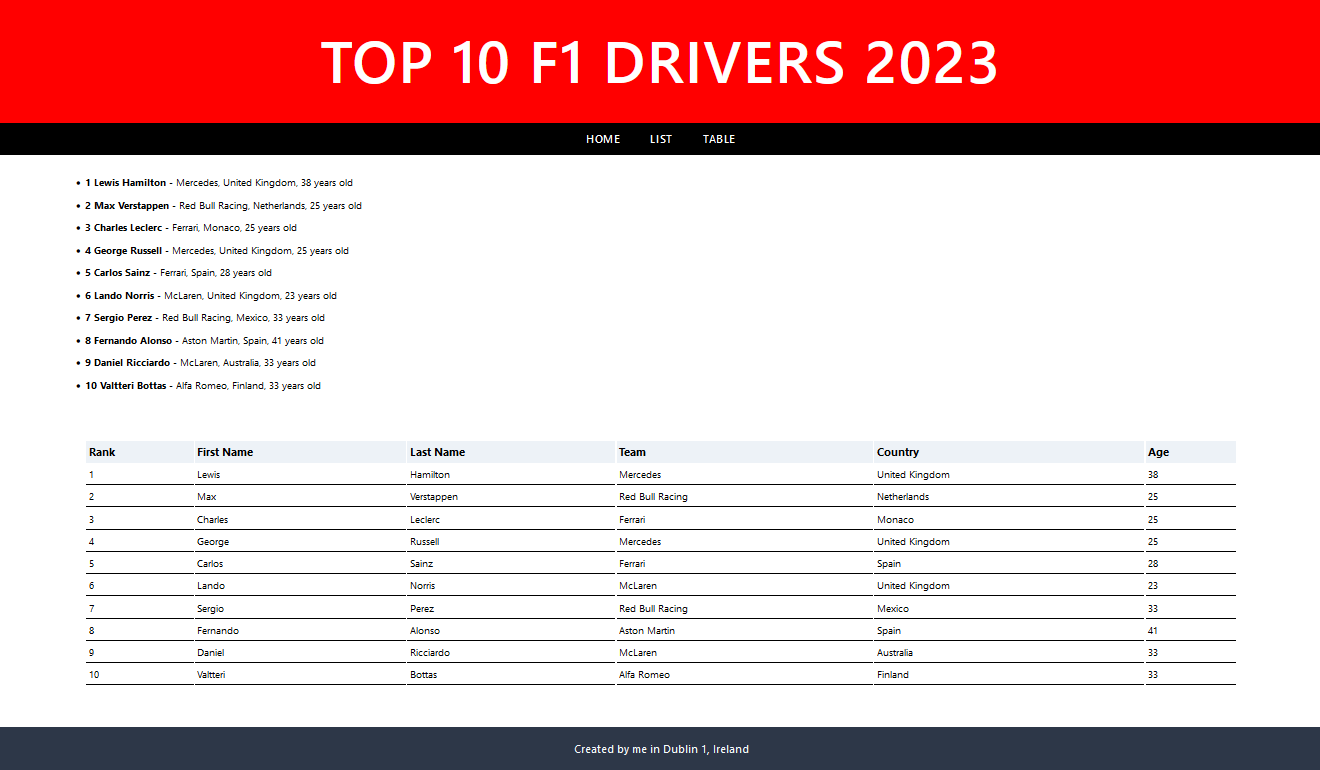 TOP 10 F1 DRIVERS 2023
HOME LIST TABLE
• 1 Lewis Hamilton - Mercedes, United Kingdom, 38 years old
• 2 Max Verstappen - Red Bull Racing, Netherlands, 25 years old
• 3 Charles Leclerc - Ferrari, Monaco, 25 years old
• 4 George Russell - Mercedes, United Kingdom, 25 years old
• 5 Carlos Sainz - Ferrari, Spain, 28 years old
• 6 Lando Norris - McLaren, United Kingdom, 23 years old
• 7 Sergio Perez - Red Bull Racing, Mexico, 33 years old
• 8 Fernando Alonso - Aston Martin, Spain, 41 years old
• 9 Daniel Ricciardo - McLaren, Australia, 33 years old
• 10 Valtteri Bottas - Alfa Romeo, Finland, 33 years old
Rank First Name Last Name Team Country Age
1 Lewis Hamilton Mercedes United Kingdom 38
2 Max Verstappen Red Bull Racing Netherlands 25
3 Charles Leclerc Ferrari Monaco 25
4 George Russell Mercedes United Kingdom 25
5 Carlos Sainz Ferrari Spain 28
6 Lando Norris McLaren United Kingdom 23
7 Sergio Perez Red Bull Racing Mexico 33
8 Fernando Alonso Aston Martin Spain 41
9 Daniel Ricciardo McLaren Australia 33
10 Valtteri Bottas Alfa Romeo Finland 33
Created by me in Dublin 1, Ireland